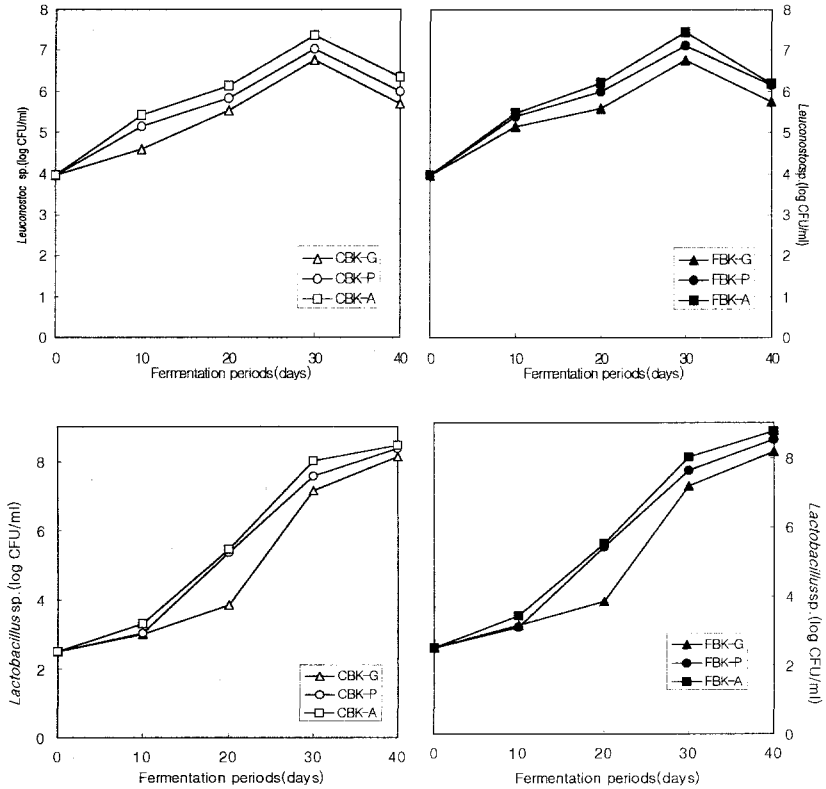 8
7
6
5
4
3
2
1
0
Leuconostoc sp.(log CFU/ml)
CBK-G
CBK-P
CBK-A
0 10 20 30 40
Fermentation periods(days)
8
7
6
5
4
3
2
1
0
Leuconostocsp.(log CFU/ml)
FBK-G
FBK-P
FBK-A
0 10 20 30 40
Fermentation periods(days)
8
6
4
2
0
Lactobacillus sp.(log CFU/ml)
CBK-G
CBK-P
CBK-A
0 10 20 30 40
Fermentation periods(days)
8
6
4
2
0
Lactobacillussp.(log CFU/ml)
FBK-G
FBK-P
FBK-A
0 10 20 30 40
Fermentation periods(days)